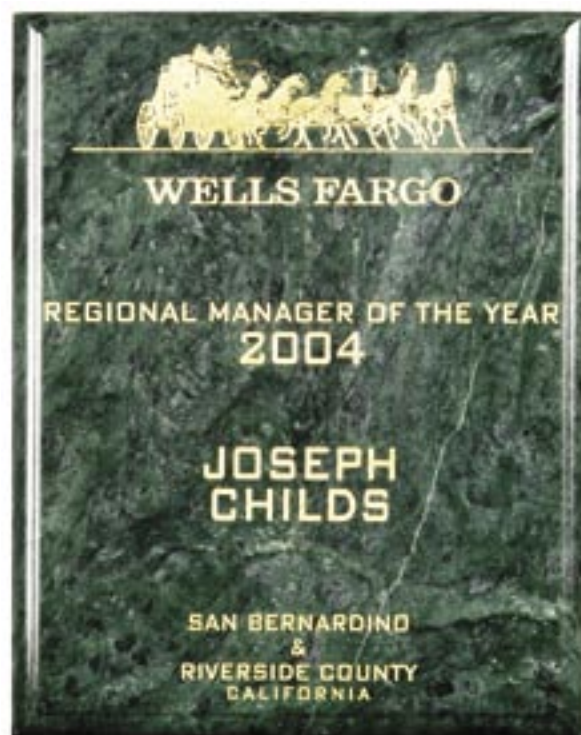 WELLS FARGO
REGIONAL MANAGER OF THE YEAR
2004
JOSEPH
CHILDS
SAN BERNARDINO
&
RIVERSIDE COUNTY
CALIFORNIA